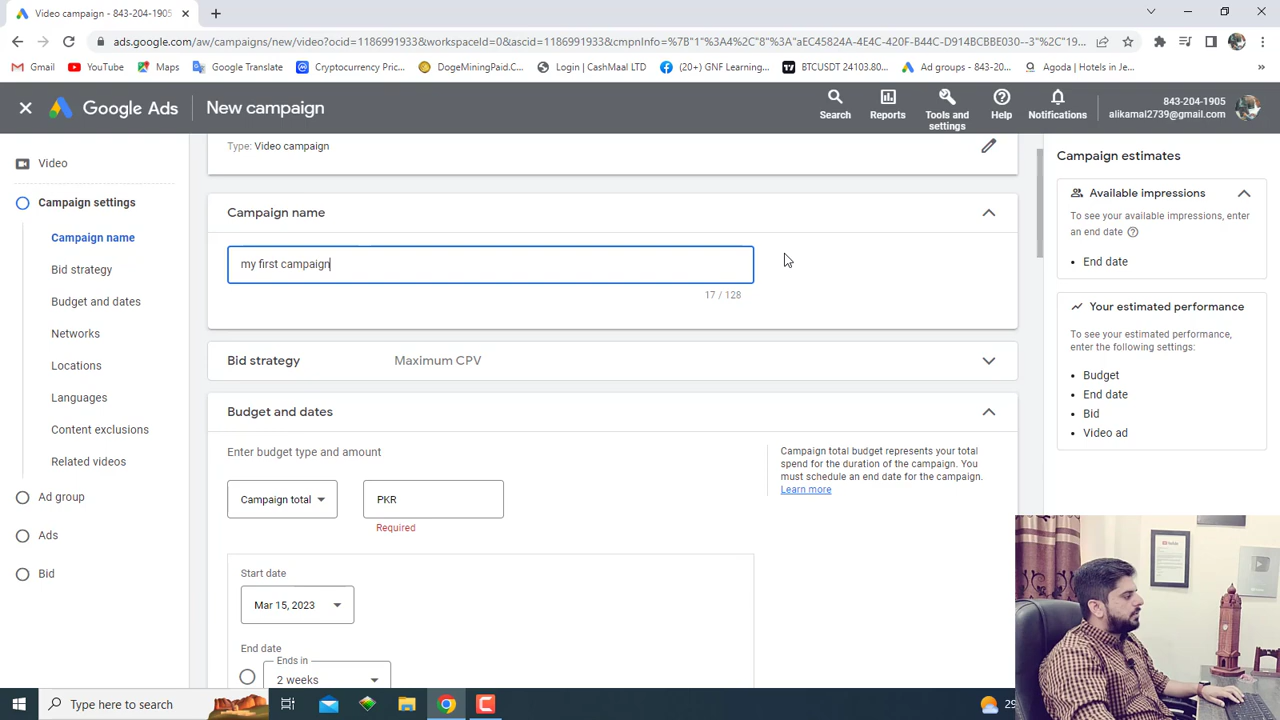 Video campaign - 843-204-1905
ads.google.com/aw/campaigns/new/video?ocid=1186991933&workspaceId=0&ascid=1186991933&cmpnInfo=%7B"1"%3A4%2C"8"%3A"aEC45824A-4E4C-420F-B44C-D914BCBBE030--3"%2C"19...
Gmail
YouTube
Maps
Google Translate
Cryptocurrency Pric...
DogeMiningPaid.C...
Login | CashMaal LTD
(20+) GNF Learning...
BTCUSDT 24103.80...
Ad groups - 843-20...
Agoda | Hotels in Je...
»
Google Ads
New campaign
Search
Reports
Tools and settings
Help
Notifications
843-204-1905
alikamal2739@gmail.com
Video
Campaign settings
Campaign name
Bid strategy
Budget and dates
Networks
Locations
Languages
Content exclusions
Related videos
Ad group
Ads
Bid
Type: Video campaign
Campaign name
my first campaign
17 / 128
Bid strategy
Maximum CPV
Budget and dates
Enter budget type and amount
Campaign total
PKR
Required
Campaign total budget represents your total
spend for the duration of the campaign. You
must schedule an end date for the campaign.
Learn more
Start date
Mar 15, 2023
End date
Ends in
2 weeks
Campaign estimates
Available impressions
To see your available impressions, enter
an end date
• End date
Your estimated performance
To see your estimated performance,
enter the following settings:
• Budget
• End date
• Bid
• Video ad
Type here to search
29